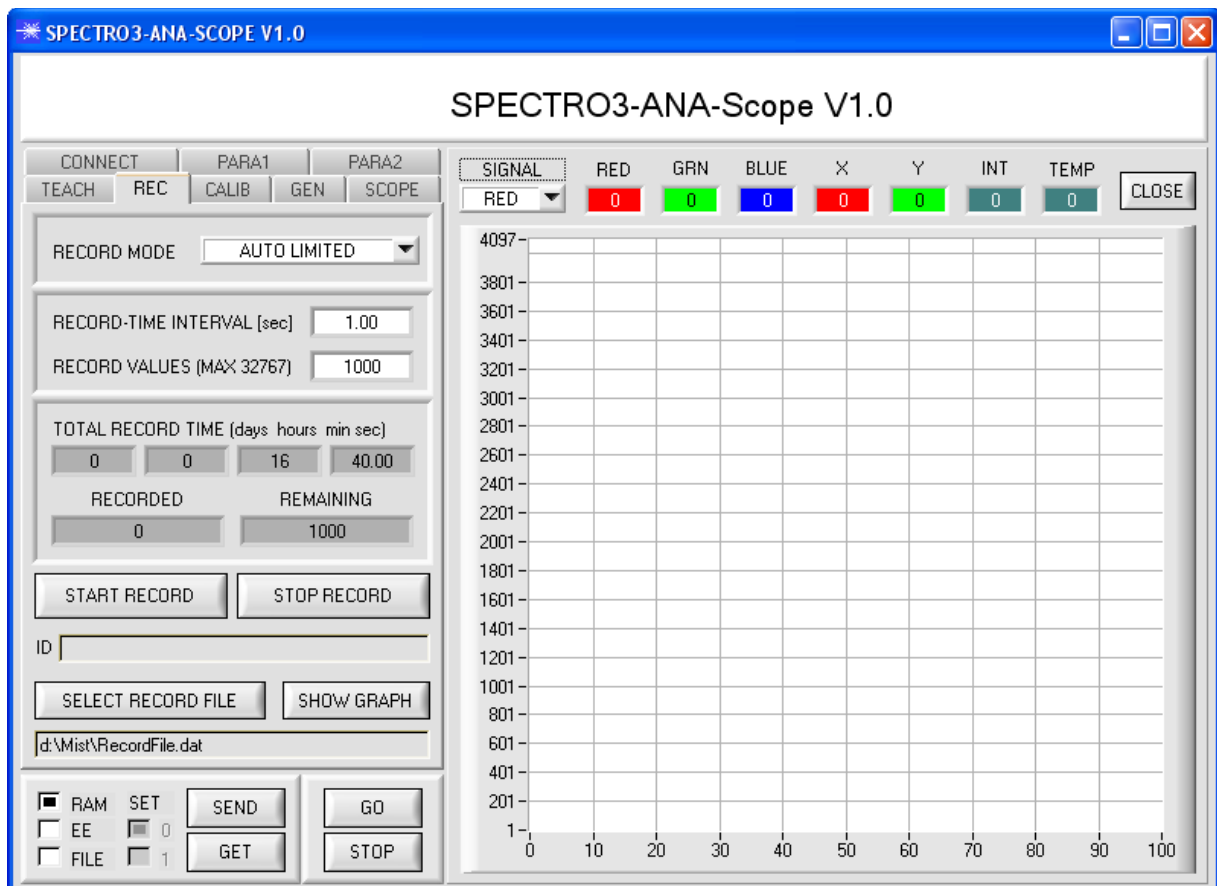 SPECTRO3-ANA-SCOPE V1.0
SPECTRO3-ANA-Scope V1.0
CONNECT PARA1 PARA2
TEACH REC CALIB GEN SCOPE
RECORD MODE AUTO LIMITED
RECORD-TIME INTERVAL [sec] 1.00
RECORD VALUES (MAX 32767) 1000
TOTAL RECORD TIME (days hours min sec)
0 0 16 40.00
RECORDED REMAINING
0 1000
START RECORD STOP RECORD
ID
SELECT RECORD FILE SHOW GRAPH
d:\Mist\RecordFile.dat
RAM SET SEND GO
EE 0
FILE 1 GET STOP
SIGNAL RED GRN BLUE X Y INT TEMP
RED 0 0 0 0 0 0 0 CLOSE
4097
3801
3601
3401
3201
3001
2801
2601
2401
2201
2001
1801
1601
1401
1201
1001
801
601
401
201
1
0 10 20 30 40 50 60 70 80 90 100